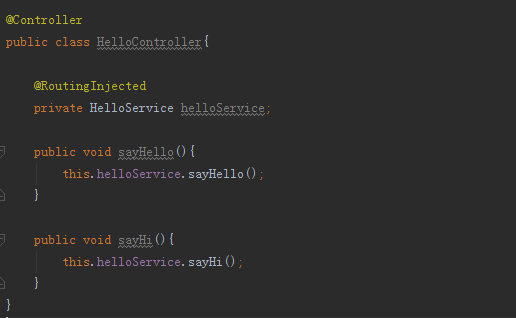 @Controller
public class HelloController{
@RoutingInjected
private HelloService helloService;
public void sayHello(){
this.helloService.sayHello();
}
public void sayHi(){
this.helloService.sayHi();
}
}